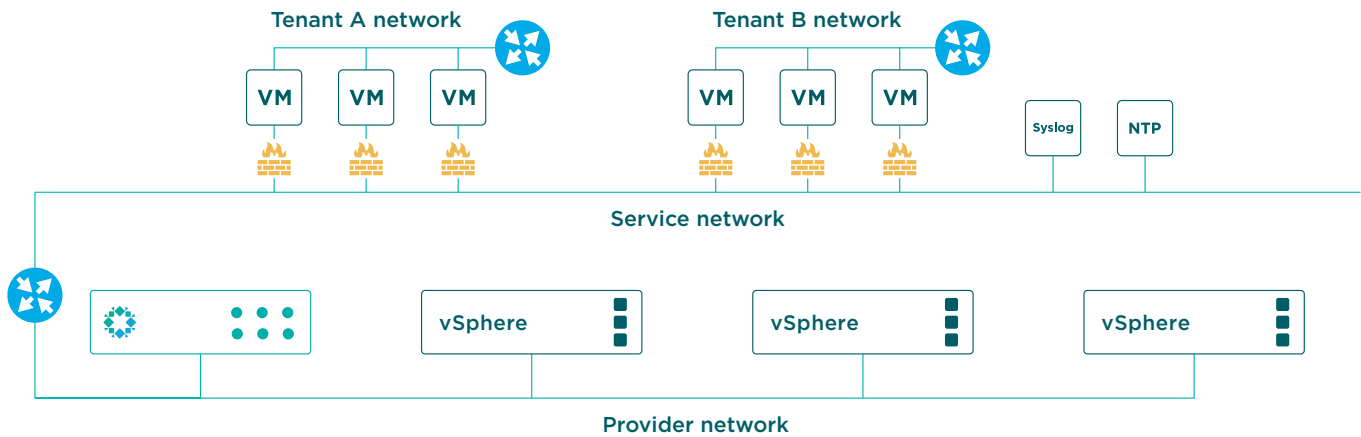 Tenant A network
Tenant B network
VM
VM
VM
VM
VM
VM
Syslog
NTP
Service network
vSphere
vSphere
vSphere
Provider network